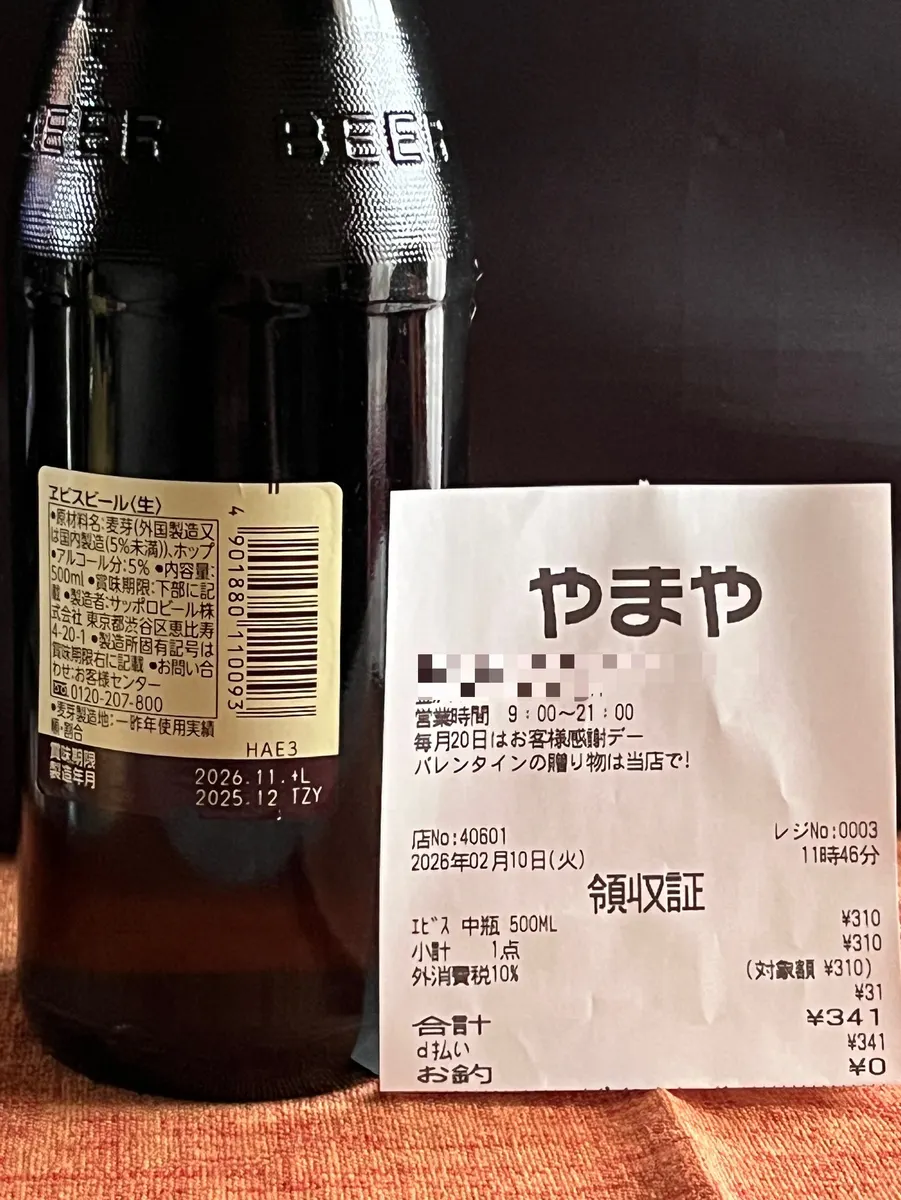 BEER
BEER
ヱビスビール〈生〉
●原材料名:麦芽(外国製造又
は国内製造(5%未満))、ホップ
●アルコール分:5% ●内容量:
500ml ●賞味期限:下部に記
載 ●製造者:サッポロビール株
式会社 東京都渋谷区恵比寿
4-20-1 ●製造所固有記号は
賞味期限右に記載 ●お問い合
わせ:お客様センター
0120-207-800
●麦芽製造地:一昨年使用実績
順・割合
4 901880 110093
HAE3
賞味期限
製造年月
2026.11.+L
2025.12 TZY
やまや
営業時間 9:00〜21:00
毎月20日はお客様感謝デー
バレンタインの贈り物は当店で!
店No:40601 レジNo:0003
2026年02月10日(火) 11時46分
領収証
ｴﾋﾞｽ 中瓶 500ML ¥310
小計 1点 ¥310
外消費税10% (対象額 ¥310)
¥31
合計 ¥341
d払い ¥341
お釣 ¥0